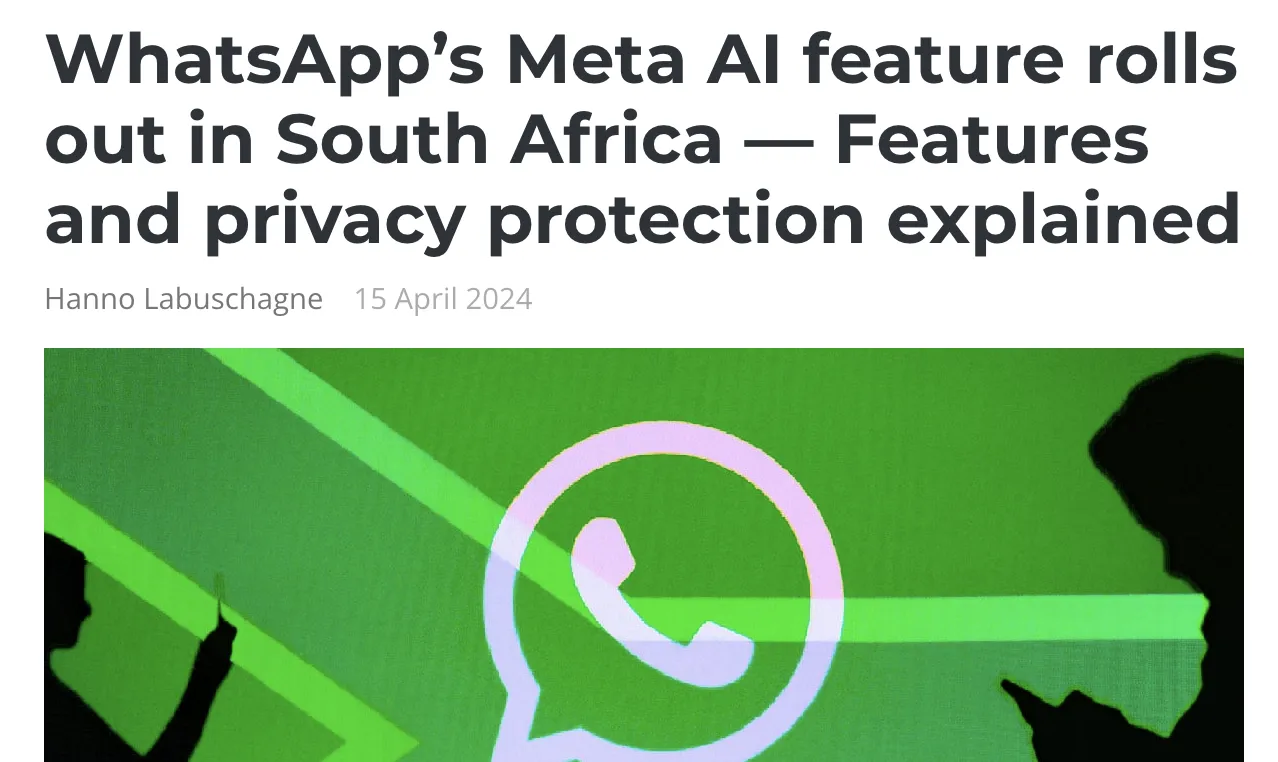 WhatsApp’s Meta AI feature rolls
out in South Africa — Features
and privacy protection explained
Hanno Labuschagne 15 April 2024